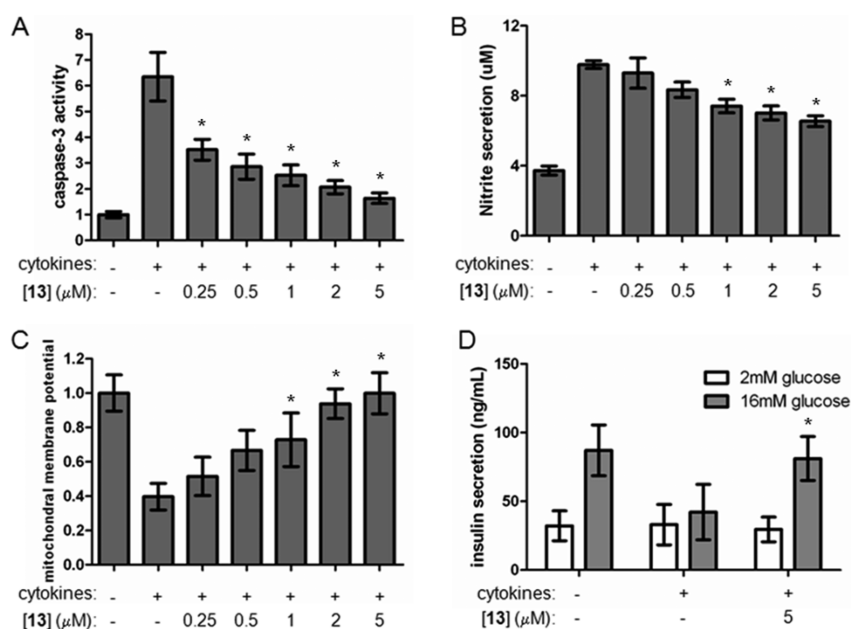 A
caspase-3 activity
8
7
6
5
4
3
2
1
0
* * * * *
cytokines: - + + + + + +
[13] (μM): - - 0.25 0.5 1 2 5
B
Nitrite secretion (uM)
12
8
4
0
* * *
cytokines: - + + + + + +
[13] (μM): - - 0.25 0.5 1 2 5
C
mitochondral membrane potential
1.2
1.0
0.8
0.6
0.4
0.2
0.0
* * *
cytokines: - + + + + + +
[13] (μM): - - 0.25 0.5 1 2 5
D
insulin secretion (ng/mL)
150
100
50
0
2mM glucose
16mM glucose
*
cytokines: - + +
[13] (μM): - - 5